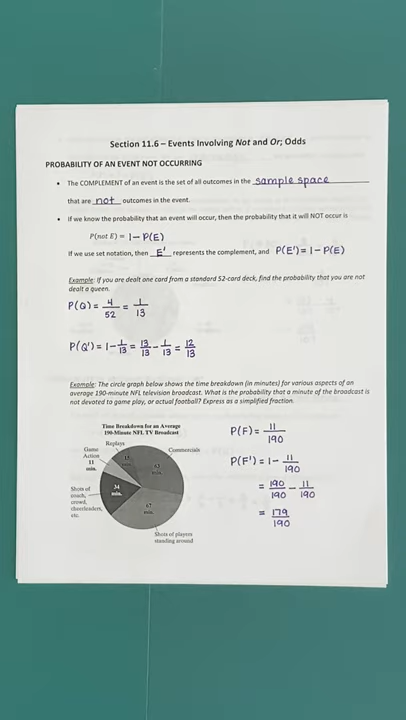 Section 11.6 – Events Involving Not and Or; Odds
PROBABILITY OF AN EVENT NOT OCCURRING
• The COMPLEMENT of an event is the set of all outcomes in the sample space
that are not outcomes in the event.
• If we know the probability that an event will occur, then the probability that it will NOT occur is
P(not E) = 1 - P(E)
If we use set notation, then E' represents the complement, and P(E') = 1 - P(E)
Example: If you are dealt one card from a standard 52-card deck, find the probability that you are not
dealt a queen.
P(Q) = 4/52 = 1/13
P(Q') = 1 - 1/13 = 13/13 - 1/13 = 12/13
Example: The circle graph below shows the time breakdown (in minutes) for various aspects of an
average 190-minute NFL television broadcast. What is the probability that a minute of the broadcast is
not devoted to game play, or actual football? Express as a simplified fraction.
Time Breakdown for an Average
190-Minute NFL TV Broadcast
Replays
Game
Action
11
min.
Commercials
min.
63
min.
34
min.
Shots of
coach,
crowd,
cheerleaders,
etc.
67
min.
Shots of players
standing around
P(F) = 11/190
P(F') = 1 - 11/190
= 190/190 - 11/190
= 179/190